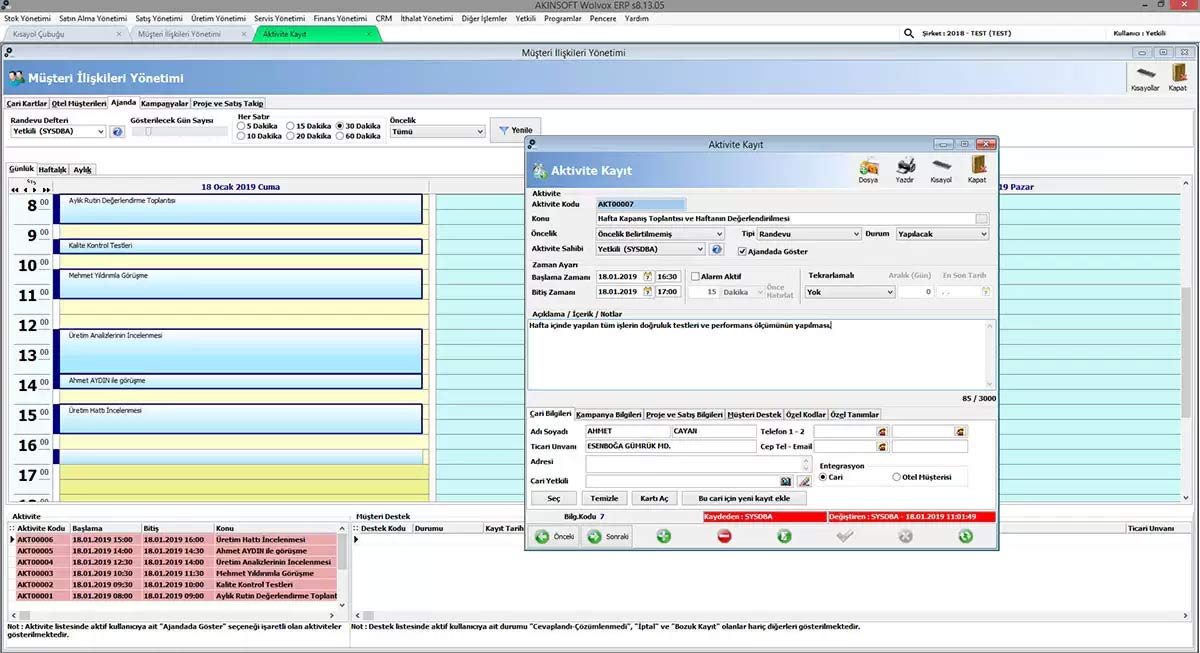 AKINSOFT Wolvox ERP s8.13.05
Stok Yönetimi Satın Alma Yönetimi Satış Yönetimi Üretim Yönetimi Servis Yönetimi Finans Yönetimi CRM İthalat Yönetimi Diğer İşlemler Yetkili Programlar Pencere Yardım
Kısayol Çubuğu Müşteri İlişkileri Yönetimi Aktivite Kayıt Şirket : 2018 - TEST (TEST) Kullanıcı : Yetkili
Müşteri İlişkileri Yönetimi
Müşteri İlişkileri Yönetimi
Kısayollar Kapat
Cari Kartlar Otel Müşterileri Ajanda Kampanyalar Proje ve Satış Takip
Randevu Defteri Gösterilecek Gün Sayısı Her Satır Öncelik
Yetkili (SYSDBA) 5 Dakika 15 Dakika 30 Dakika Tümü Yenile
10 Dakika 20 Dakika 60 Dakika
Günlük Haftalık Aylık
18 Ocak 2019 Cuma
19 Pazar
8 00 Aylık Rutin Değerlendirme Toplantısı
9 00
Kalite Kontrol Testleri
10 00
Mehmet Yıldırımla Görüşme
11 00
12 00
Üretim Analizlerinin İncelenmesi
13 00
14 00 Ahmet AYDIN ile görüşme
15 00 Üretim Hattı İncelenmesi
16 00
17 00
Aktivite Kayıt
Aktivite Kayıt
Dosya Yazdır Kısayol Kapat
Aktivite
Aktivite Kodu AKT00007
Konu Hafta Kapanış Toplantısı ve Haftanın Değerlendirilmesi
Öncelik Öncelik Belirtilmemiş Tipi Randevu Durum Yapılacak
Aktivite Sahibi Yetkili (SYSDBA) Ajandada Göster
Zaman Ayarı
Başlama Zamanı 18.01.2019 16:30 Alarm Aktif Tekrarlamalı Aralık (Gün) En Son Tarih
Bitiş Zamanı 18.01.2019 17:00 15 Dakika Önce Hatırlat Yok 0 . .
Açıklama / İçerik / Notlar
Hafta içinde yapılan tüm işlerin doğruluk testleri ve performans ölçümünün yapılması.
85 / 3000
Cari Bilgileri Kampanya Bilgileri Proje ve Satış Bilgileri Müşteri Destek Özel Kodlar Özel Tanımlar
Adı Soyadı AHMET CAYAN Telefon 1 - 2
Ticari Unvanı ESENBOĞA GÜMRÜK MD. Cep Tel - Email
Adresi
Entegrasyon
Cari Yetkili Cari Otel Müşterisi
Seç Temizle Kartı Aç Bu cari için yeni kayıt ekle
Bilg.Kodu 7 Kaydeden : SYSDBA Değiştiren : SYSDBA - 18.01.2019 11:01:49
Önceki Sonraki
Aktivite
Aktivite Kodu Başlama Bitiş Konu
AKT00006 18.01.2019 15:00 18.01.2019 16:00 Üretim Hattı İncelenmesi
AKT00005 18.01.2019 14:00 18.01.2019 14:30 Ahmet AYDIN ile görüşme
AKT00004 18.01.2019 12:30 18.01.2019 14:00 Üretim Analizlerinin İncelenmesi
AKT00003 18.01.2019 10:30 18.01.2019 11:30 Mehmet Yıldırımla Görüşme
AKT00002 18.01.2019 09:30 18.01.2019 10:00 Kalite Kontrol Testleri
AKT00001 18.01.2019 08:00 18.01.2019 09:00 Aylık Rutin Değerlendirme Toplant
Not : Aktivite listesinde aktif kullanıcıya ait "Ajandada Göster" seçeneği işaretli olan aktiviteler
gösterilmektedir.
Müşteri Destek
Destek Kodu Durumu Kayıt Tarih Ticari Unvanı
Not : Destek listesinde aktif kullanıcıya ait durumu "Cevaplandı-Çözümlenmedi", "İptal" ve "Bozuk Kayıt" olanlar hariç diğerleri gösterilmektedir.